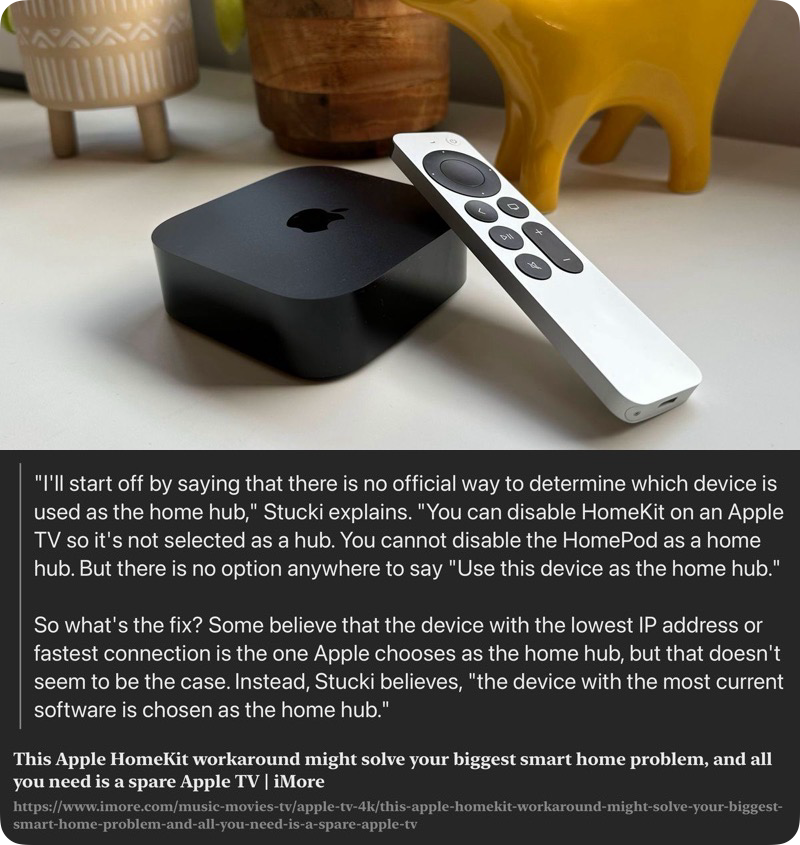 "I'll start off by saying that there is no official way to determine which device is
used as the home hub," Stucki explains. "You can disable HomeKit on an Apple
TV so it's not selected as a hub. You cannot disable the HomePod as a home
hub. But there is no option anywhere to say "Use this device as the home hub."
So what's the fix? Some believe that the device with the lowest IP address or
fastest connection is the one Apple chooses as the home hub, but that doesn't
seem to be the case. Instead, Stucki believes, "the device with the most current
software is chosen as the home hub."
This Apple HomeKit workaround might solve your biggest smart home problem, and all
you need is a spare Apple TV | iMore
https://www.imore.com/music-movies-tv/apple-tv-4k/this-apple-homekit-workaround-might-solve-your-biggest-
smart-home-problem-and-all-you-need-is-a-spare-apple-tv